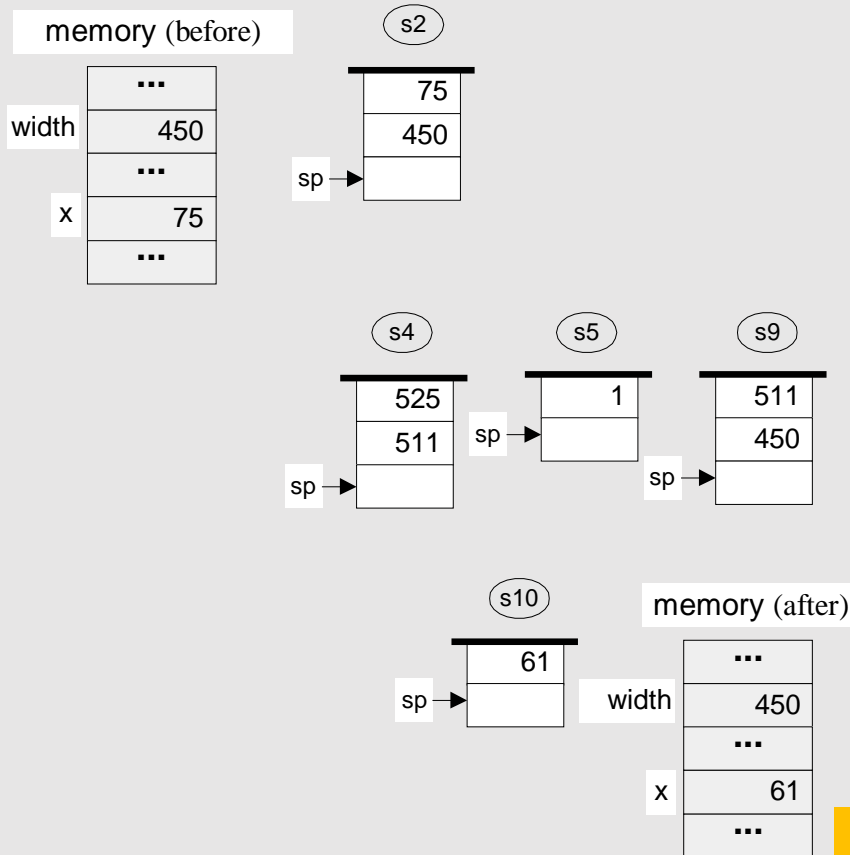 memory (before)
s2
...
width 450
...
x 75
...
75
450
sp
s4
525
511
sp
s5
1
sp
s9
511
450
sp
s10
61
sp
memory (after)
...
width 450
...
x 61
...